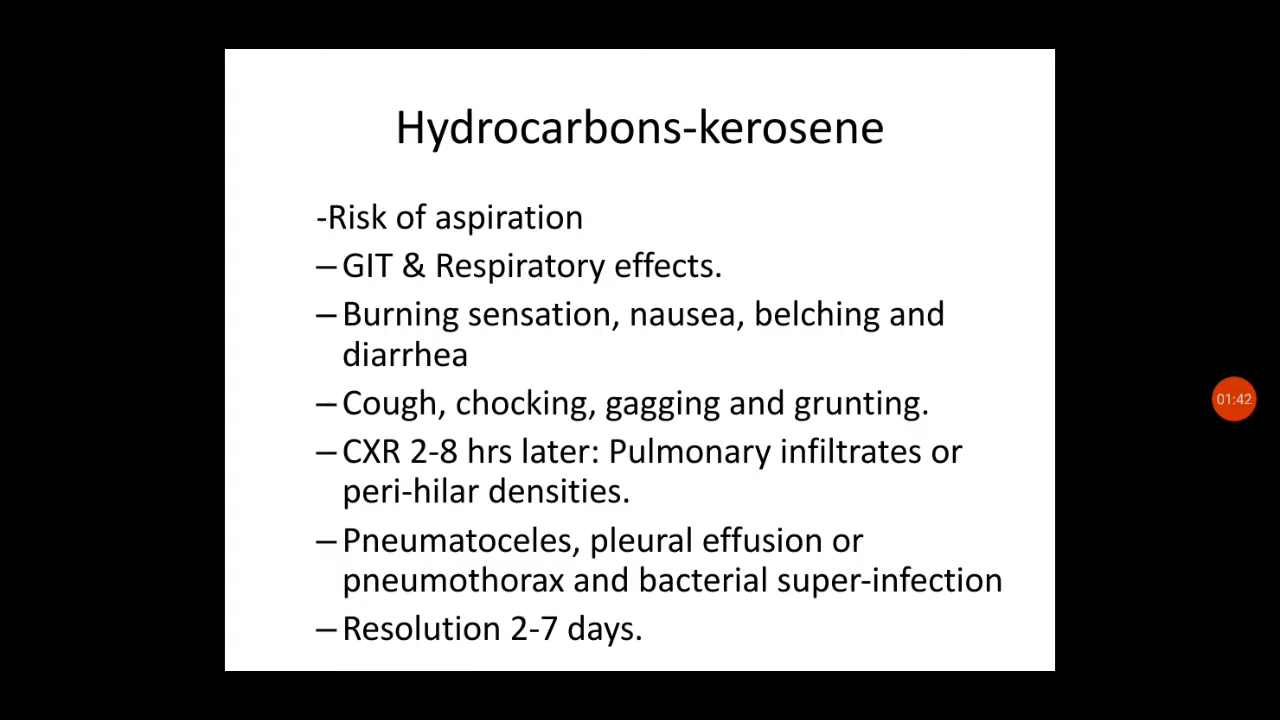 Hydrocarbons-kerosene
-Risk of aspiration
–GIT & Respiratory effects.
–Burning sensation, nausea, belching and
diarrhea
–Cough, chocking, gagging and grunting.
–CXR 2-8 hrs later: Pulmonary infiltrates or
peri-hilar densities.
–Pneumatoceles, pleural effusion or
pneumothorax and bacterial super-infection
–Resolution 2-7 days.
01:42